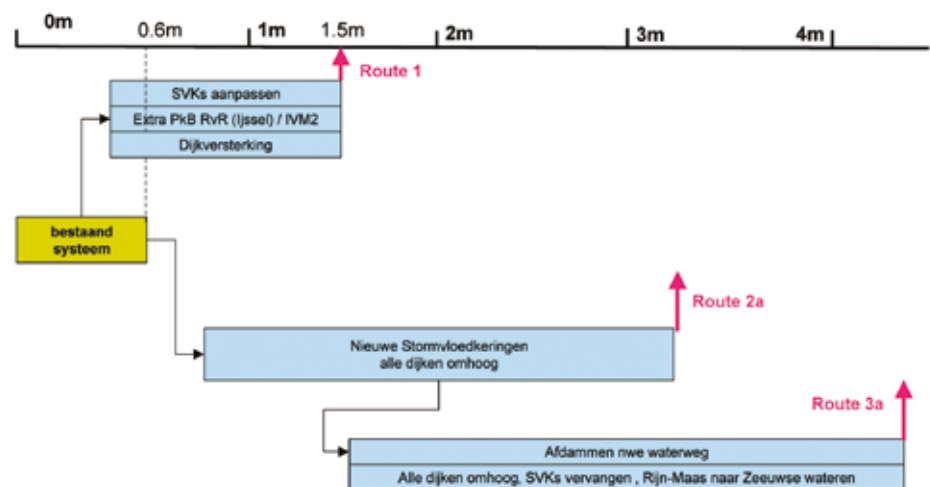 0m 0.6m 1m 1.5m 2m 3m 4m
Route 1
SVKs aanpassen
Extra PkB RvR (Ijssel) / IVM2
Dijkversterking
bestaand
systeem
Route 2a
Nieuwe Stormvloedkeringen
alle dijken omhoog
Route 3a
Afdammen nwe waterweg
Alle dijken omhoog, SVKs vervangen , Rijn-Maas naar Zeeuwse wateren